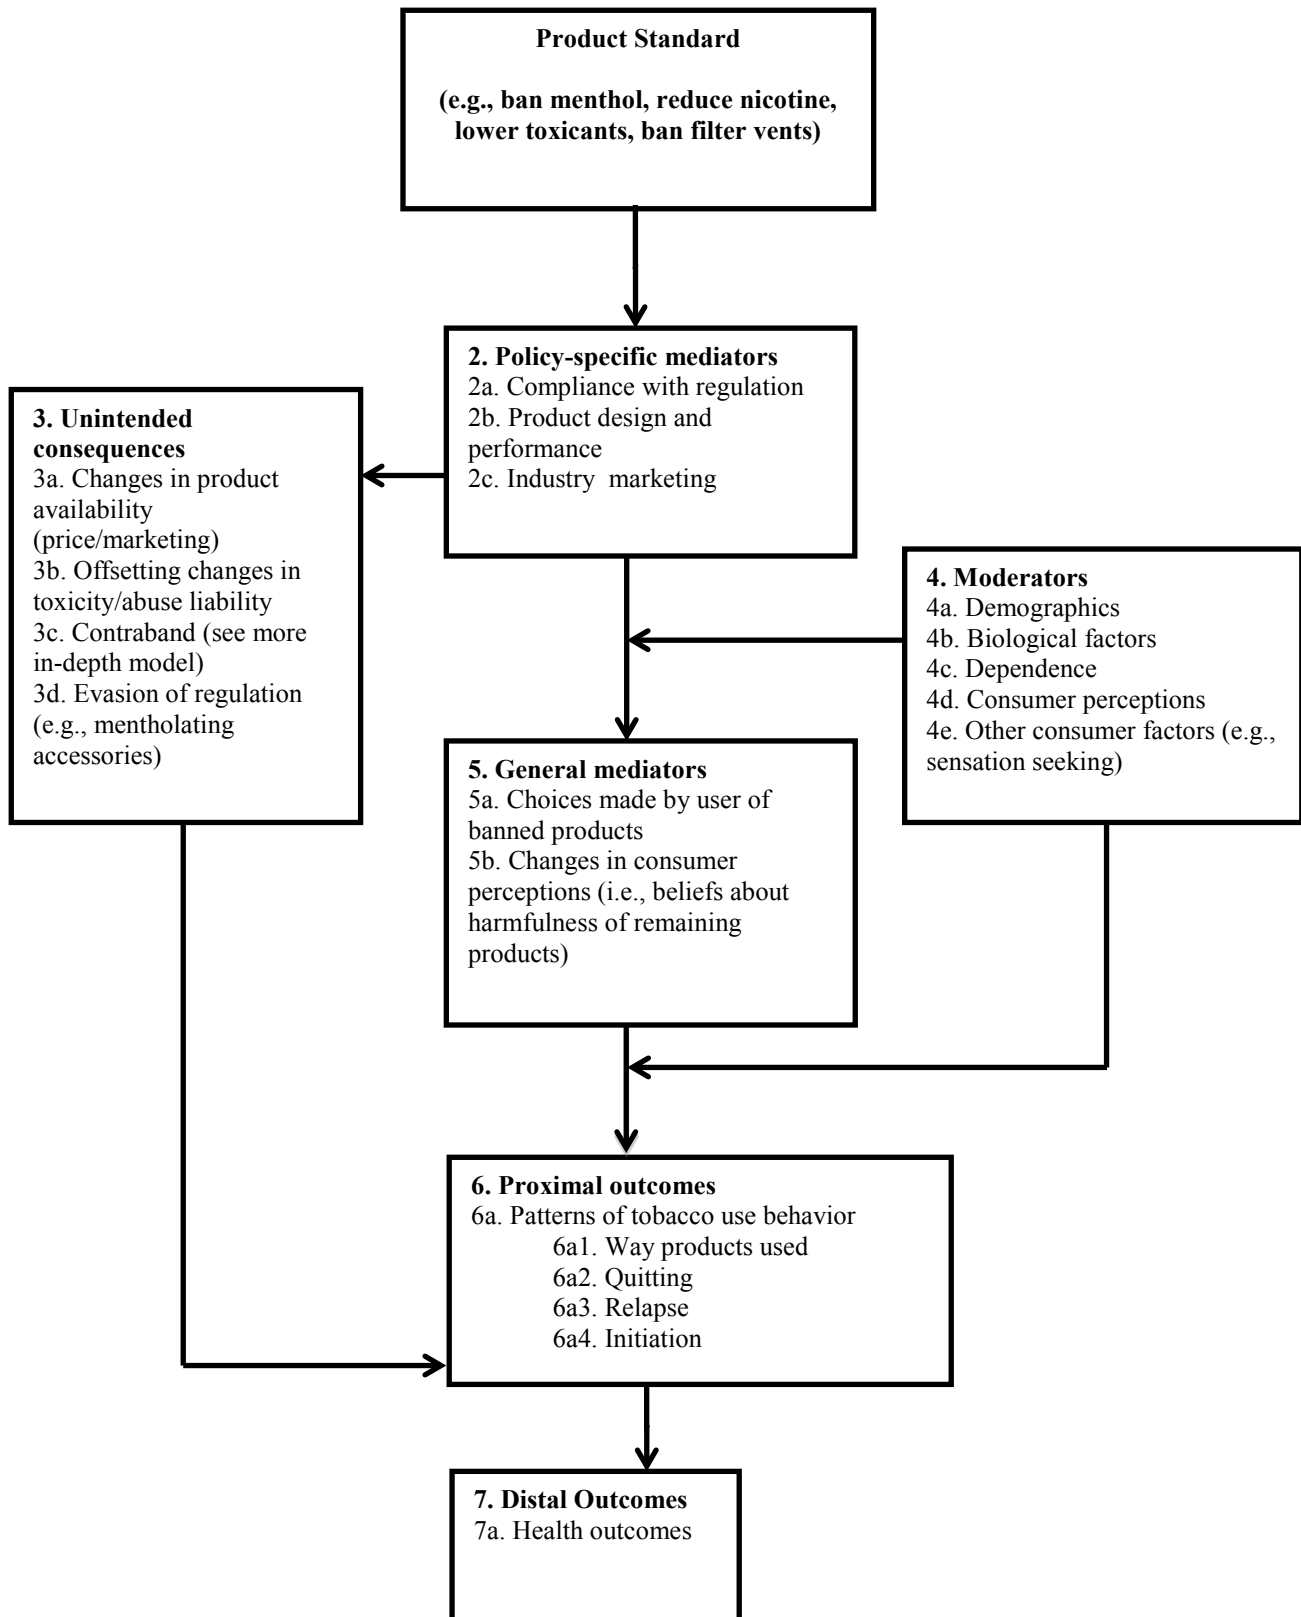 Product Standard
(e.g., ban menthol, reduce nicotine,
lower toxicants, ban filter vents)
2. Policy-specific mediators
2a. Compliance with regulation
2b. Product design and
performance
2c. Industry  marketing
3. Unintended
consequences
3a. Changes in product
availability
(price/marketing)
3b. Offsetting changes in
toxicity/abuse liability
3c. Contraband (see more
in-depth model)
3d. Evasion of regulation
(e.g., mentholating
accessories)
4. Moderators
4a. Demographics
4b. Biological factors
4c. Dependence
4d. Consumer perceptions
4e. Other consumer factors (e.g.,
sensation seeking)
5. General mediators
5a. Choices made by user of
banned products
5b. Changes in consumer
perceptions (i.e., beliefs about
harmfulness of remaining
products)
6. Proximal outcomes
6a. Patterns of tobacco use behavior
6a1. Way products used
6a2. Quitting
6a3. Relapse
6a4. Initiation
7. Distal Outcomes
7a. Health outcomes